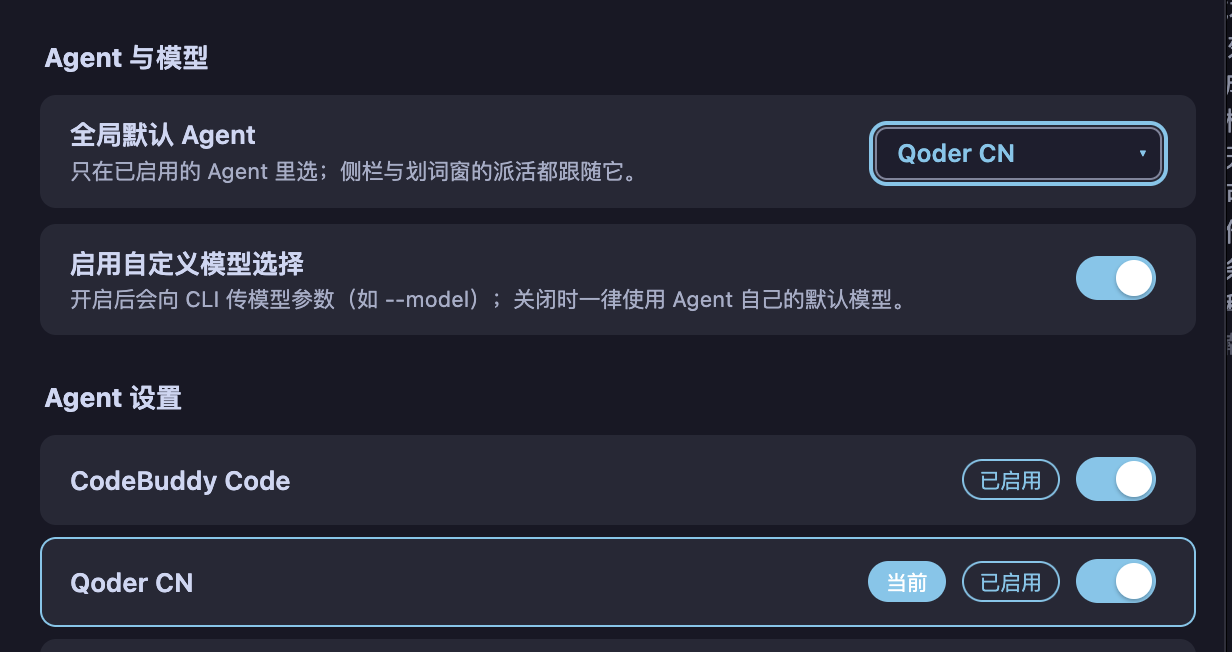 Agent 与模型
全局默认 Agent
只在已启用的 Agent 里选；侧栏与划词窗的派活都跟随它。
Qoder CN
启用自定义模型选择
开启后会向 CLI 传模型参数（如 --model）；关闭时一律使用 Agent 自己的默认模型。
Agent 设置
CodeBuddy Code
已启用
Qoder CN
当前
已启用